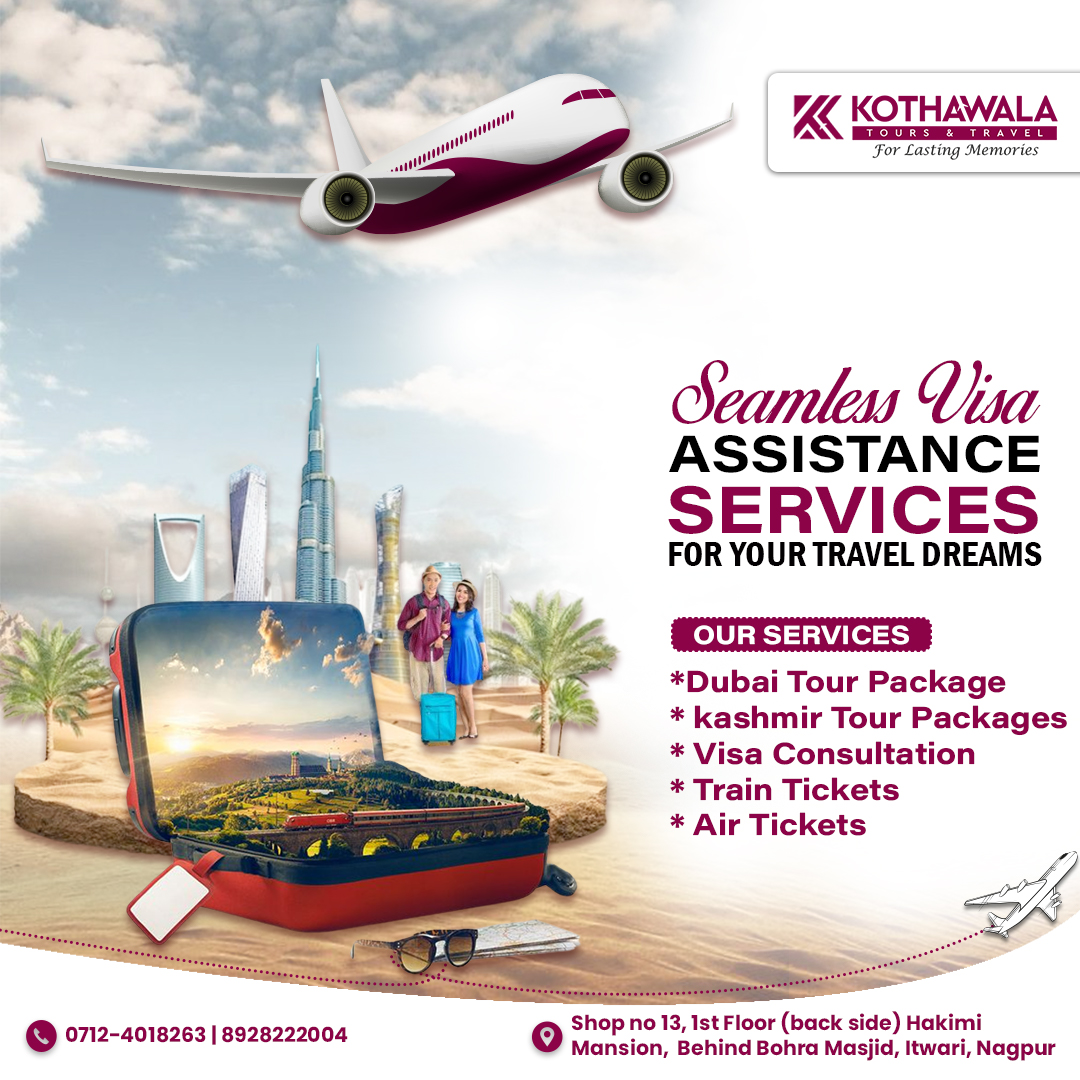 KOTHAWALA
TOURS & TRAVEL
For Lasting Memories
Seamless Visa
ASSISTANCE
SERVICES
FOR YOUR TRAVEL DREAMS
OUR SERVICES
*Dubai Tour Package
* kashmir Tour Packages
* Visa Consultation
* Train Tickets
* Air Tickets
0712-4018263 | 8928222004
Shop no 13, 1st Floor (back side) Hakimi
Mansion, Behind Bohra Masjid, Itwari, Nagpur